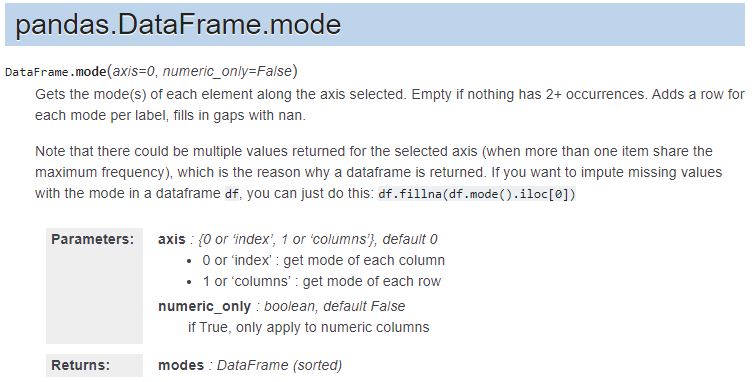 pandas.DataFrame.mode
DataFrame.mode(axis=0, numeric_only=False)
Gets the mode(s) of each element along the axis selected. Empty if nothing has 2+ occurrences. Adds a row for
each mode per label, fills in gaps with nan.
Note that there could be multiple values returned for the selected axis (when more than one item share the
maximum frequency), which is the reason why a dataframe is returned. If you want to impute missing values
with the mode in a dataframe df, you can just do this: df.fillna(df.mode().iloc[0])
Parameters: axis : {0 or ‘index’, 1 or ‘columns’}, default 0
• 0 or ‘index’ : get mode of each column
• 1 or ‘columns’ : get mode of each row
numeric_only : boolean, default False
if True, only apply to numeric columns
Returns: modes : DataFrame (sorted)